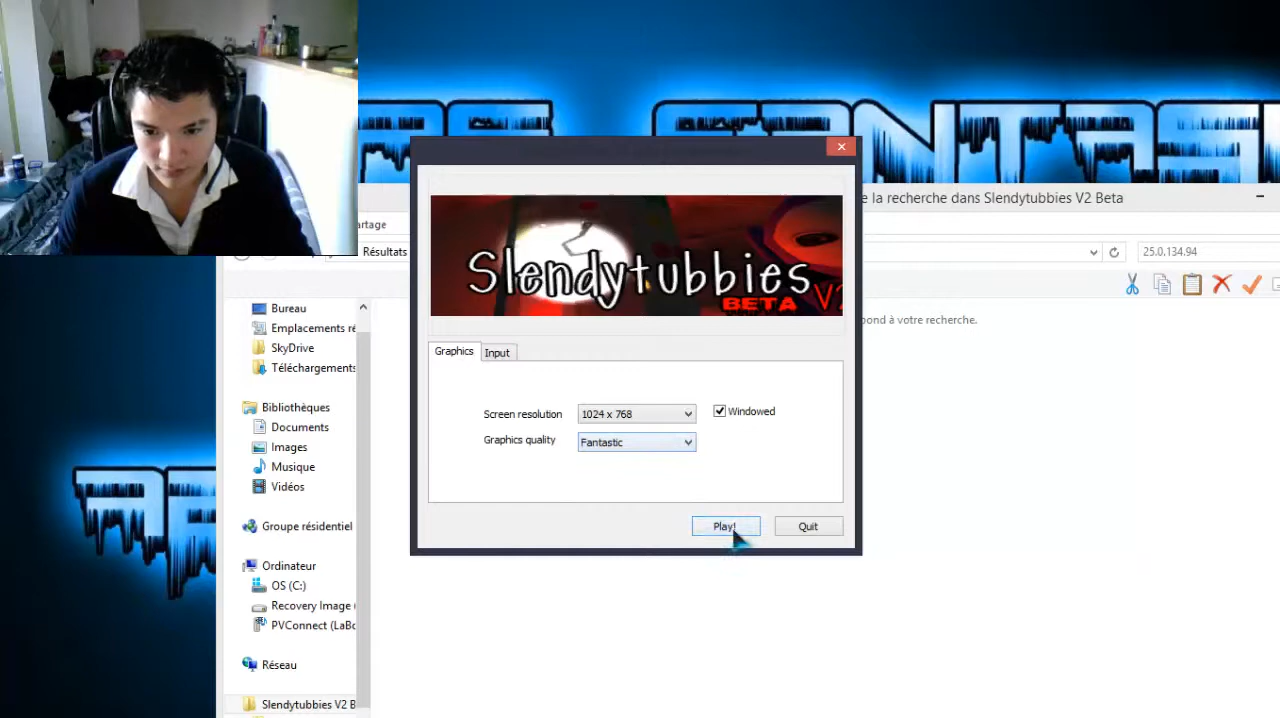 e la recherche dans Slendytubbies V2 Beta
artage
Résultats
25.0.134.94
Slendytubbies
BETA V2
Bureau
Emplacements ré
SkyDrive
Téléchargements
ond à votre recherche.
Bibliothèques
Documents
Images
Musique
Vidéos
Groupe résidentiel
Ordinateur
OS (C:)
Recovery Image (
PVConnect (LaBo
Réseau
Slendytubbies V2 B
Graphics
Input
Screen resolution
1024 x 768
Windowed
Graphics quality
Fantastic
Play!
Quit